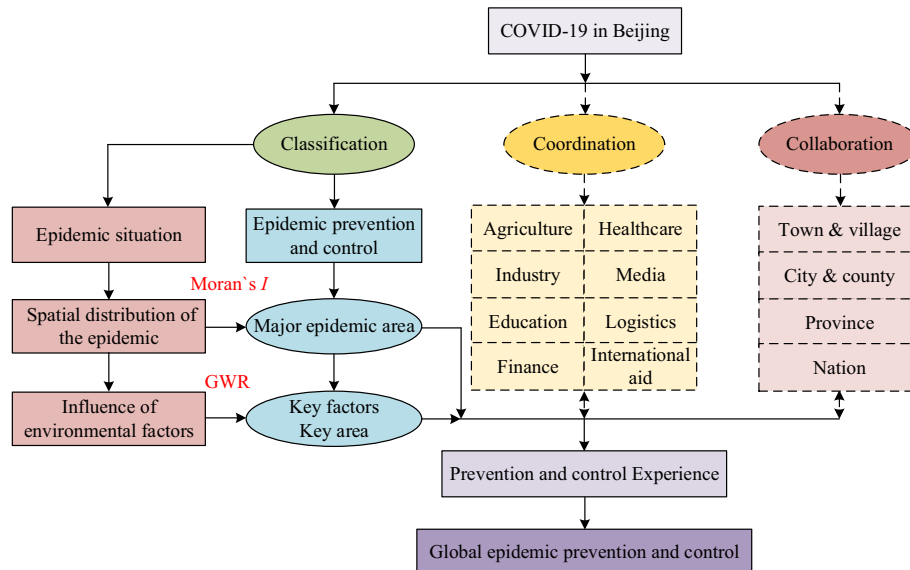 COVID-19 in Beijing
Classification
Coordination
Collaboration
Epidemic situation
Epidemic prevention
and control
Agriculture
Healthcare
Town & village
Moran`s I
Industry
Media
City & county
Spatial distribution of
the epidemic
Major epidemic area
Education
Logistics
Province
GWR
Finance
International
aid
Nation
Influence of
environmental factors
Key factors
Key area
Prevention and control Experience
Global epidemic prevention and control